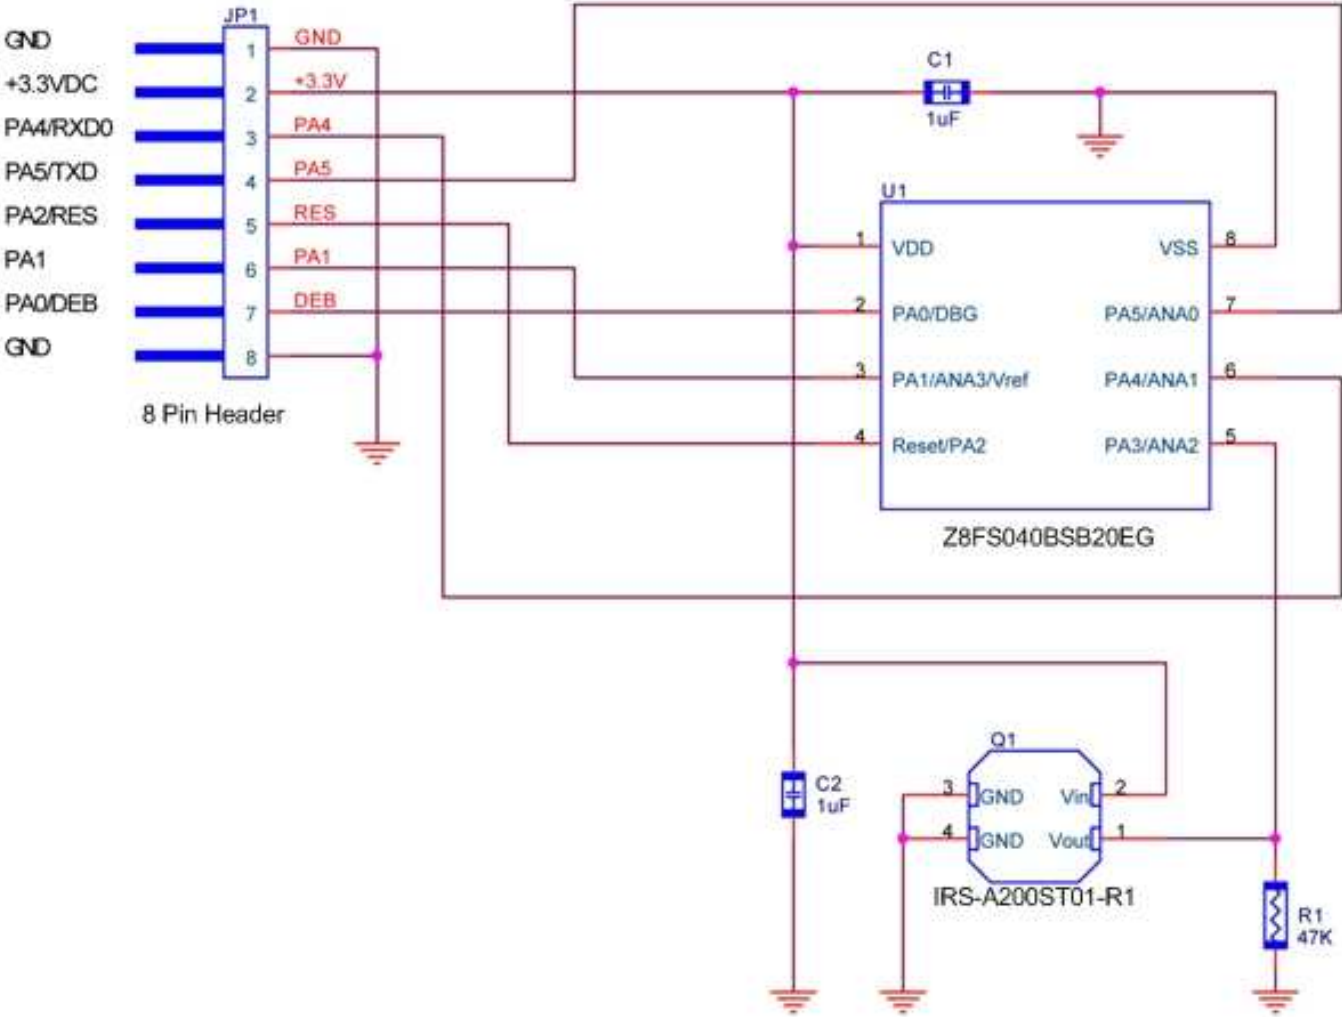 JP1
GND
1
GND
+3.3VDC
2
+3.3V
PA4/RXD0
3
PA4
PA5/TXD
4
PA5
PA2/RES
5
RES
PA1
6
PA1
PA0/DEB
7
DEB
GND
8
8 Pin Header
C1
1uF
U1
1
VDD
VSS
8
2
PA0/DBG
PA5/ANA0
7
3
PA1/ANA3/Vref
PA4/ANA1
6
4
Reset/PA2
PA3/ANA2
5
Z8FS040BSB20EG
C2
1uF
Q1
3
GND
Vin
2
4
GND
Vout
1
IRS-A200ST01-R1
R1
47K